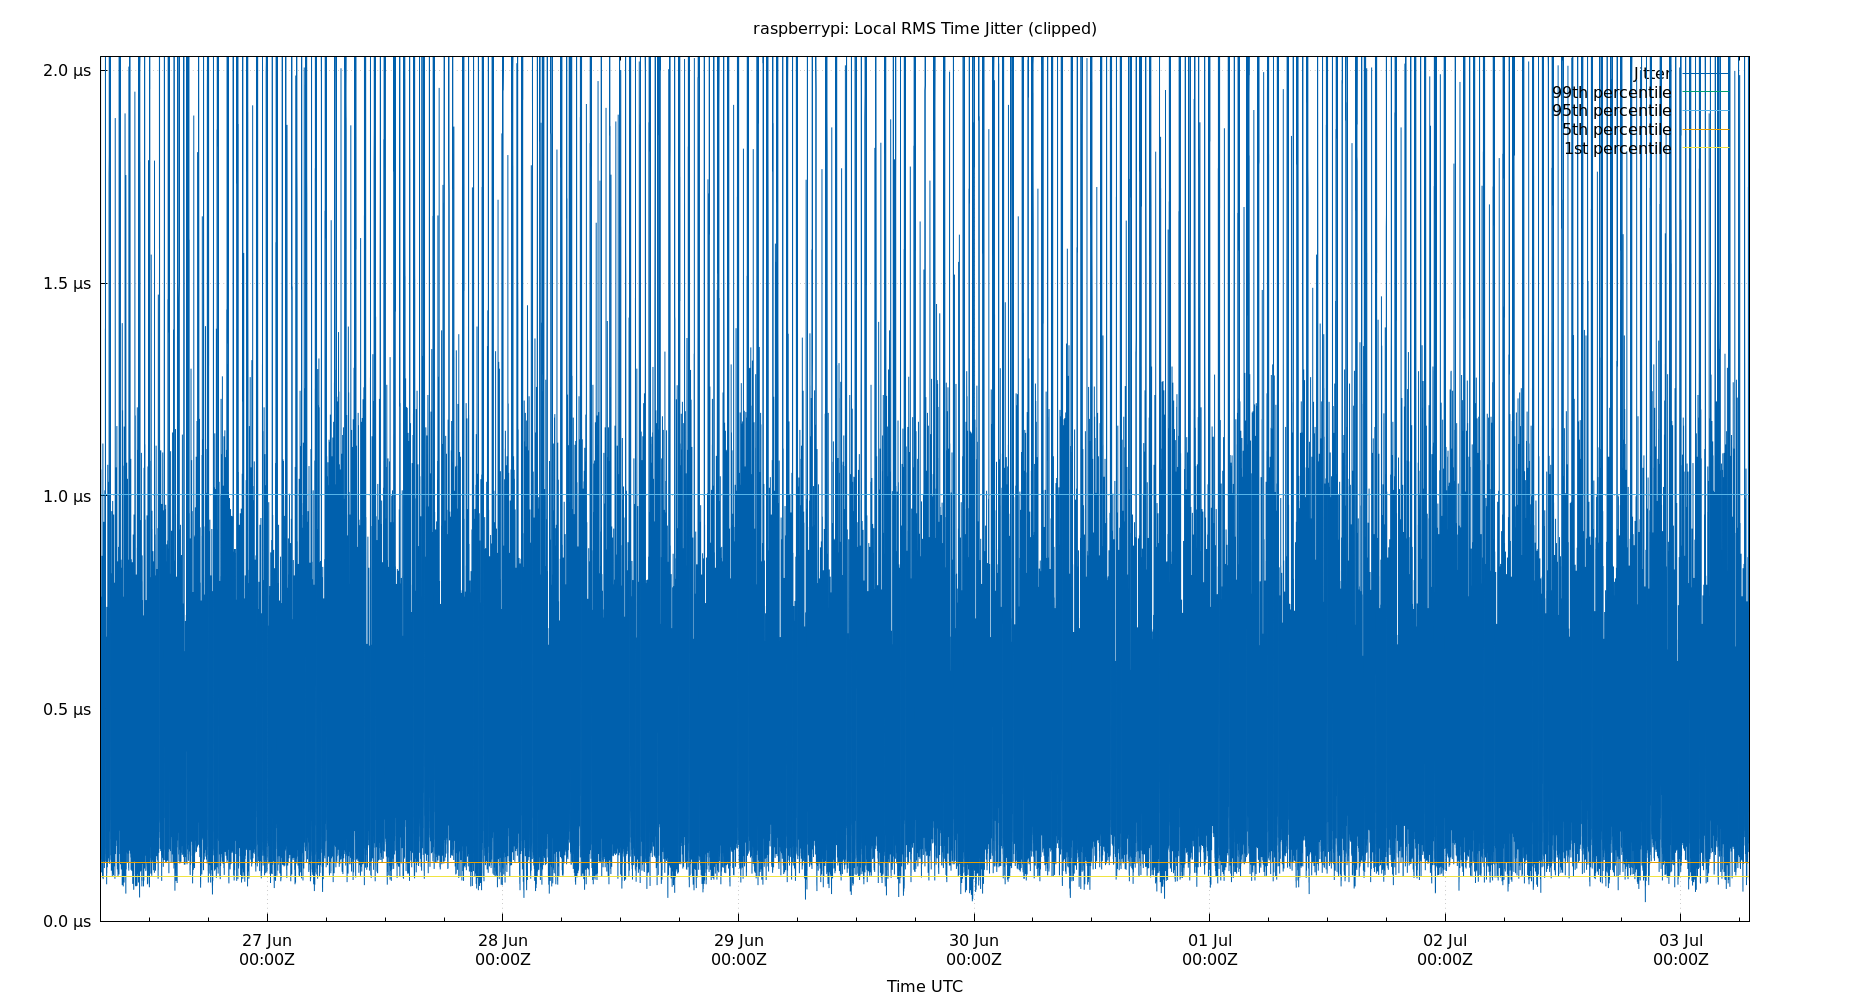 raspberrypi: Local RMS Time Jitter (clipped)
2.0 µs
1.5 µs
1.0 µs
0.5 µs
0.0 µs
Jitter
99th percentile
95th percentile
5th percentile
1st percentile
27 Jun
00:00Z
28 Jun
00:00Z
29 Jun
00:00Z
30 Jun
00:00Z
01 Jul
00:00Z
02 Jul
00:00Z
03 Jul
00:00Z
Time UTC